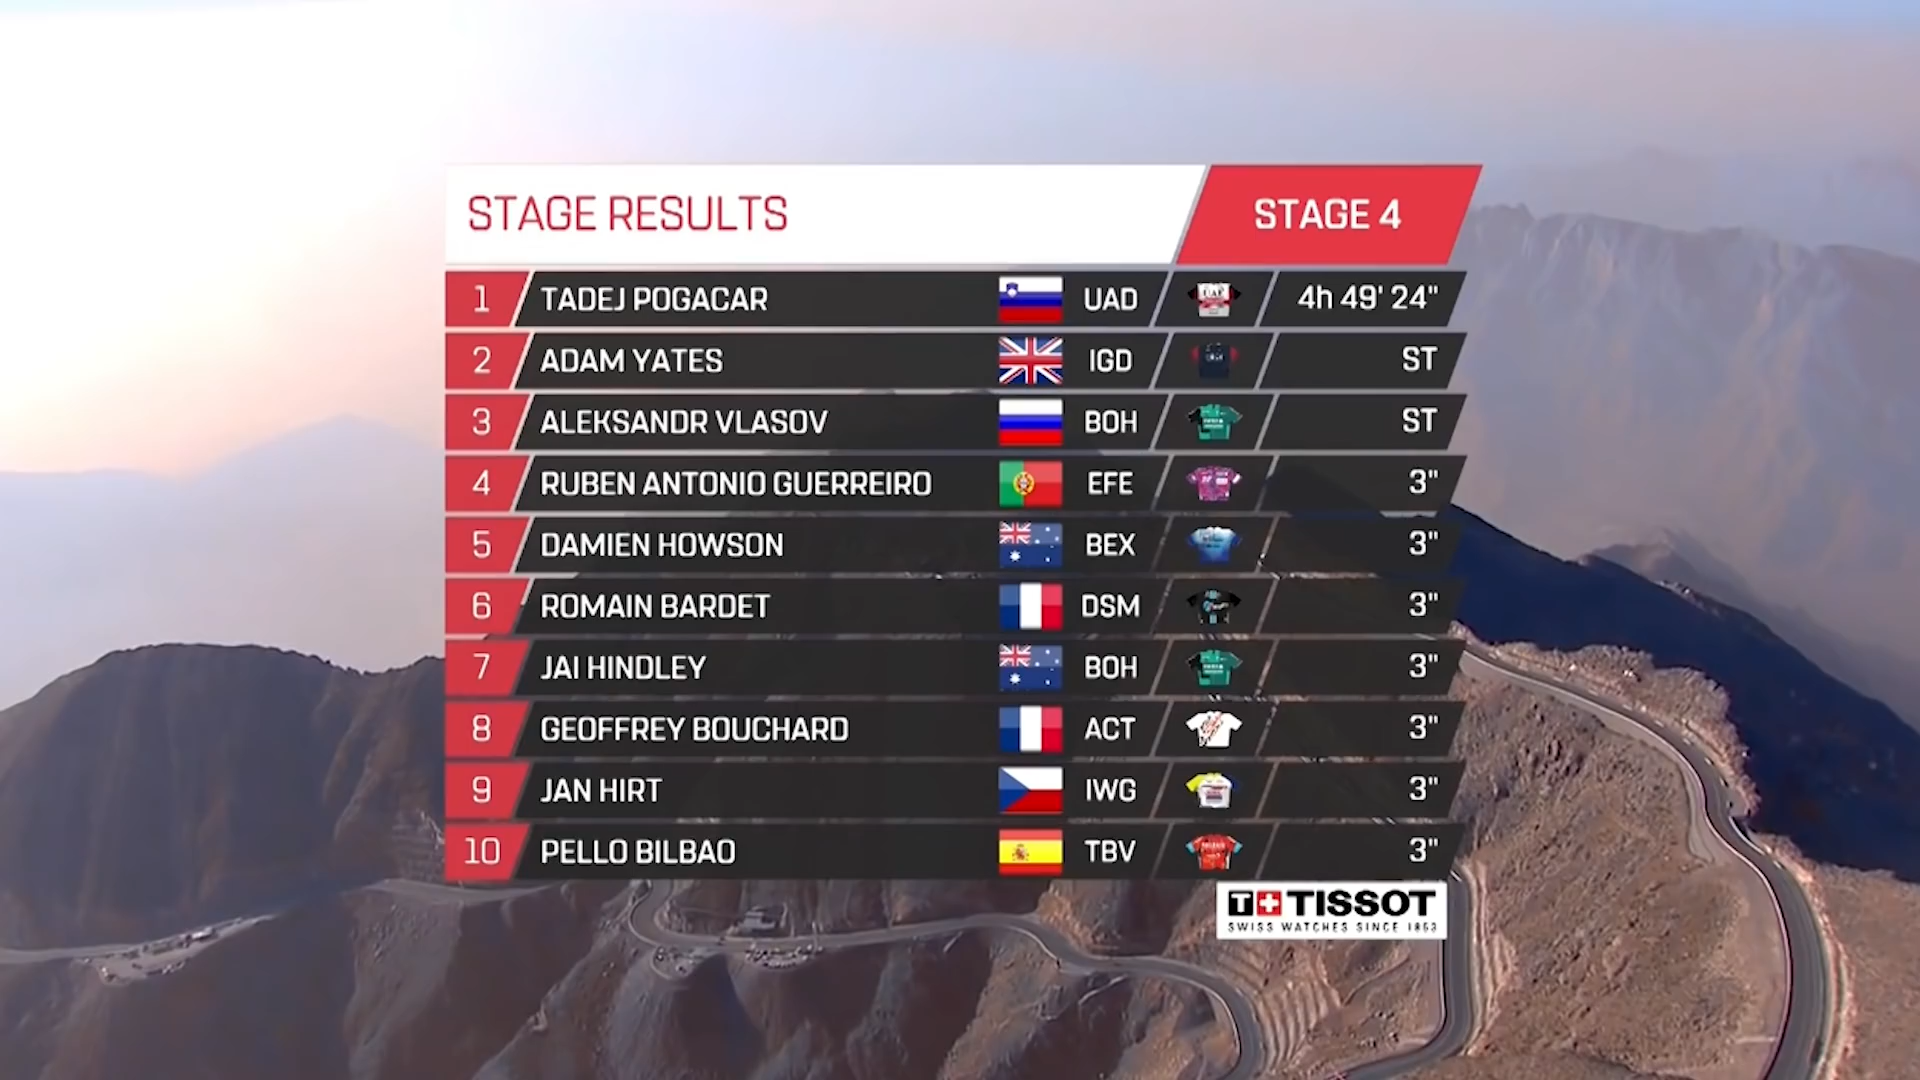 STAGE RESULTS STAGE 4
1 TADEJ POGACAR UAD 4h 49' 24"
2 ADAM YATES IGD ST
3 ALEKSANDR VLASOV BOH ST
4 RUBEN ANTONIO GUERREIRO EFE 3"
5 DAMIEN HOWSON BEX 3"
6 ROMAIN BARDET DSM 3"
7 JAI HINDLEY BOH 3"
8 GEOFFREY BOUCHARD ACT 3"
9 JAN HIRT IWG 3"
10 PELLO BILBAO TBV 3"
T+ TISSOT
SWISS WATCHES SINCE 1853